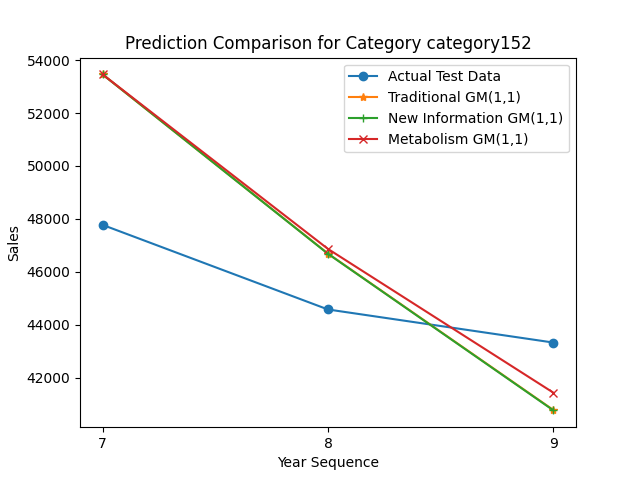 Prediction Comparison for Category category152
Sales
54000
52000
50000
48000
46000
44000
42000
Actual Test Data
Traditional GM(1,1)
New Information GM(1,1)
Metabolism GM(1,1)
7
8
9
Year Sequence